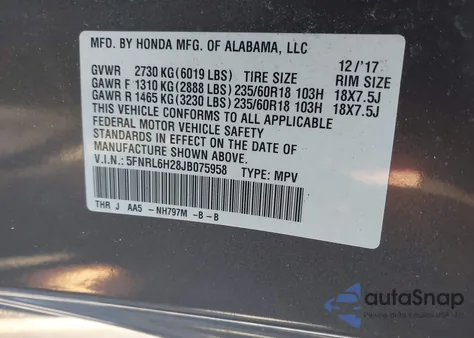 MFD. BY HONDA MFG. OF ALABAMA, LLC 12/'17
GVWR 2730 KG(6019 LBS) TIRE SIZE RIM SIZE
GAWR F 1310 KG(2888 LBS)235/60R18 103H 18X7.5J
GAWR R 1465 KG(3230 LBS)235/60R18 103H 18X7.5J
THIS VEHICLE CONFORMS TO ALL APPLICABLE
FEDERAL MOTOR VEHICLE SAFETY
STANDARDS IN EFFECT ON THE DATE OF
MANUFACTURE SHOWN ABOVE.
V.I.N.: 5FNRL6H28JB075958 TYPE: MPV
THR J AA5 -NH797M -B -B
autoSnap